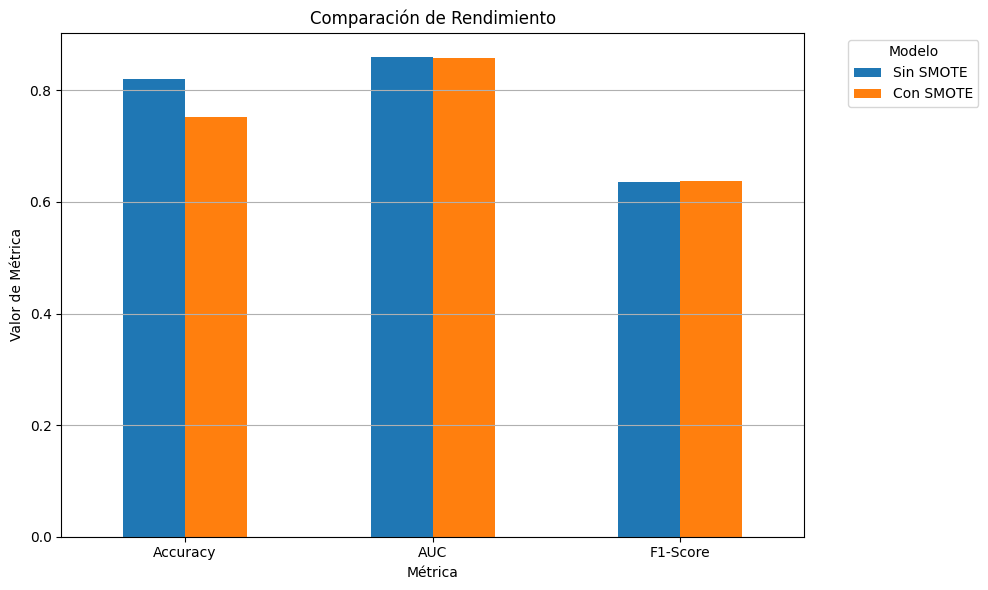 Comparación de Rendimiento
Modelo
Sin SMOTE
Con SMOTE
Valor de Métrica
0.8
0.6
0.4
0.2
0.0
Accuracy
AUC
F1-Score
Métrica